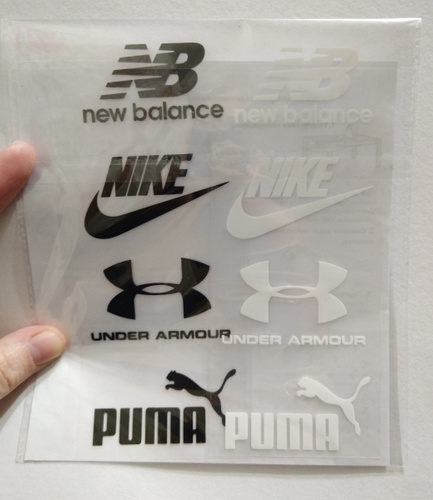 NB
NB
new balance
new balance
NIKE
NIKE
UNDER ARMOUR
UNDER ARMOUR
PUMA
PUMA